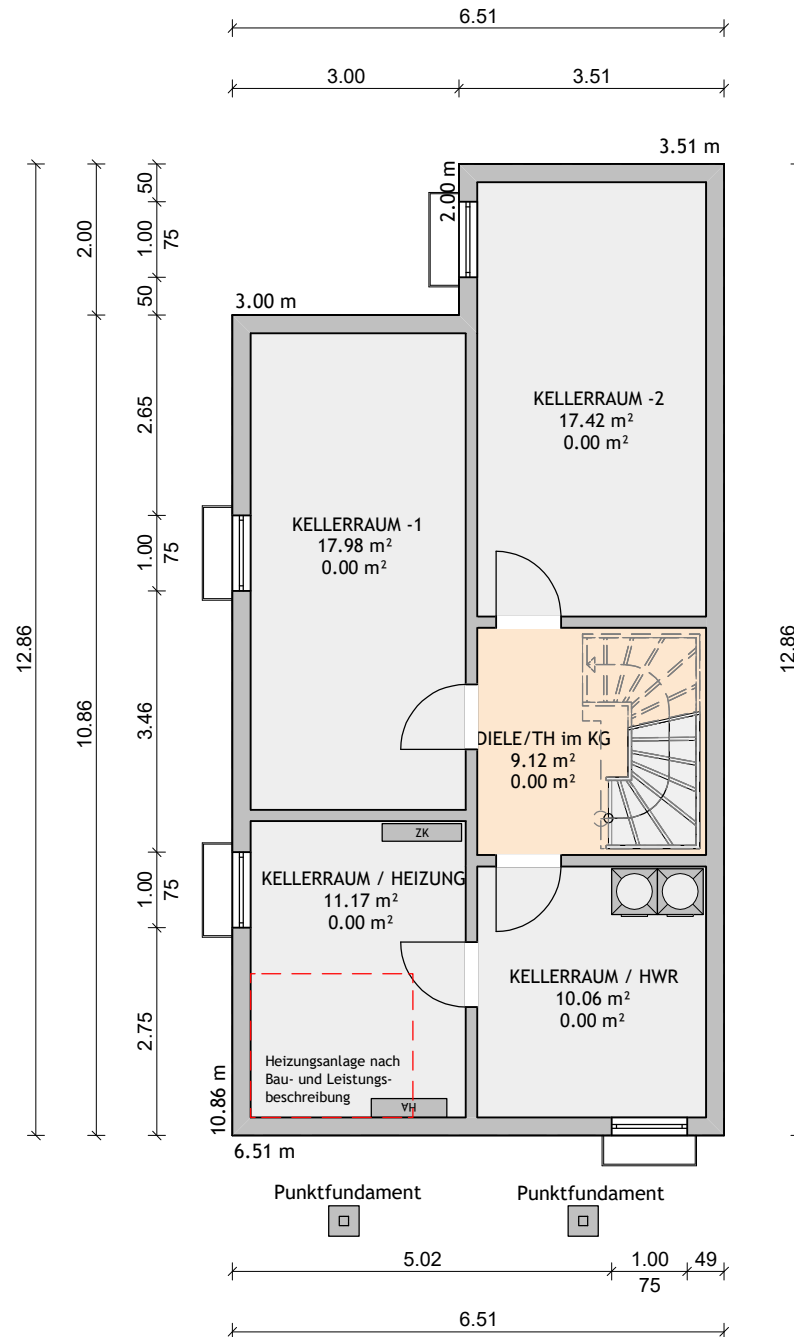 6.51
3.00
3.51
3.51 m
50
2.00 m
2.00
1.00
75
50
3.00 m
2.65
KELLERRAUM -2
17.42 m²
0.00 m²
KELLERRAUM -1
17.98 m²
0.00 m²
1.00
75
12.86
12.86
10.86
3.46
DIELE/TH im KG
9.12 m²
0.00 m²
ZK
1.00
75
KELLERRAUM / HEIZUNG
11.17 m²
0.00 m²
KELLERRAUM / HWR
10.06 m²
0.00 m²
2.75
Heizungsanlage nach
Bau- und Leistungs-
beschreibung
HA
10.86 m
6.51 m
Punktfundament
Punktfundament
5.02
1.00
49
75
6.51